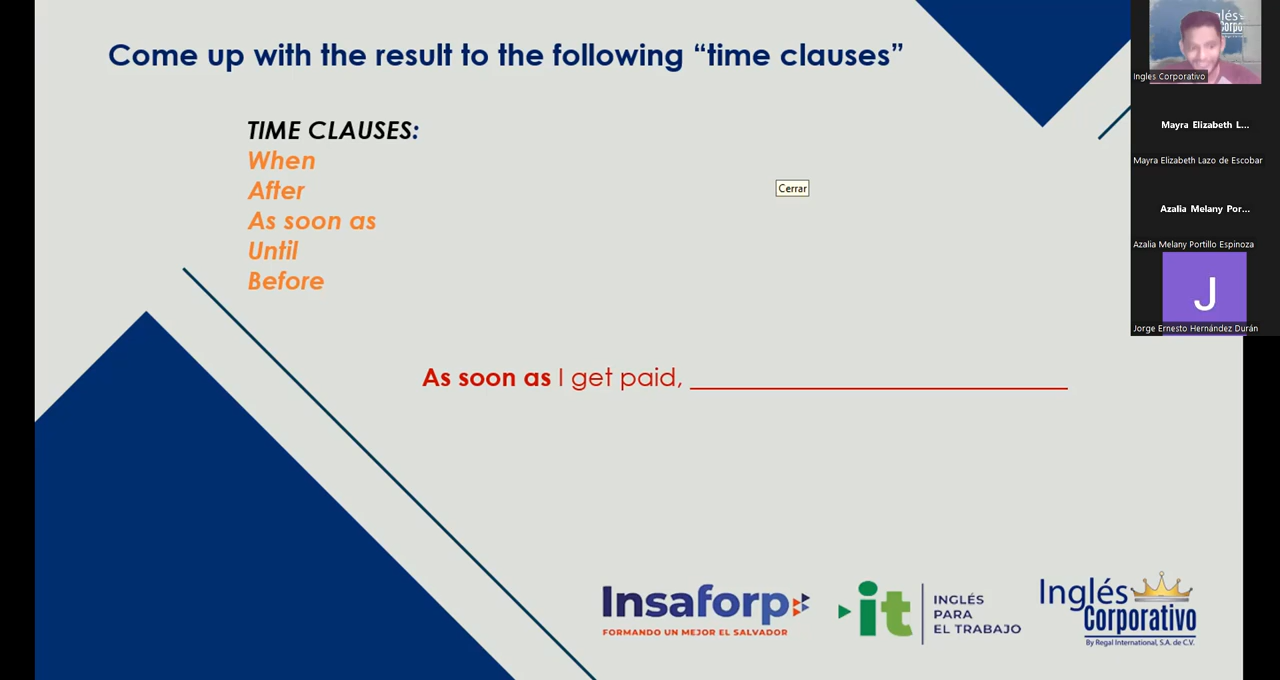 Come up with the result to the following “time clauses”
TIME CLAUSES:
When
After
As soon as
Until
Before
Cerrar
As soon as I get paid, ____________________________
Insaforp
FORMANDO UN MEJOR EL SALVADOR
it
INGLÉS
PARA
EL TRABAJO
Inglés
Corporativo
By Regal International, S.A. de C.V.
Ingles Corporativo
Mayra Elizabeth L...
Mayra Elizabeth Lazo de Escobar
Azalia Melany Por...
Azalia Melany Portillo Espinoza
J
Jorge Ernesto Hernández Durán